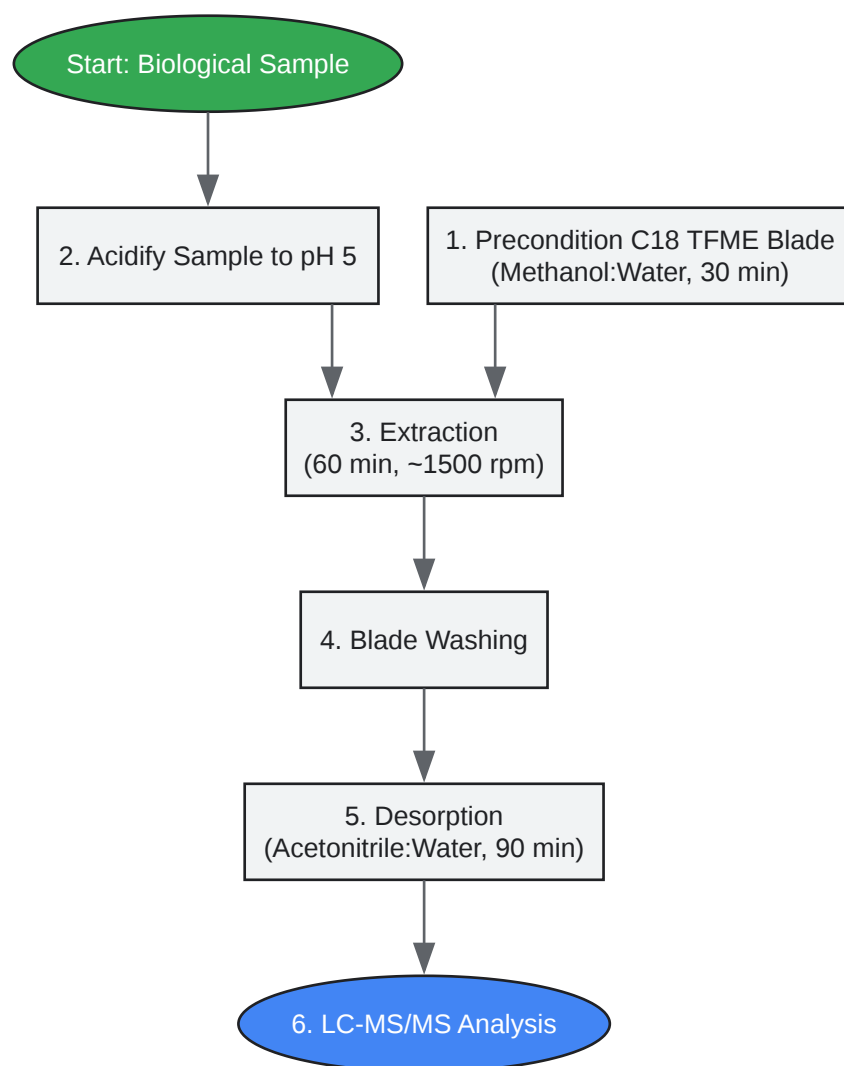 Start: Biological Sample
2. Acidify Sample to pH 5
1. Precondition C18 TFME Blade
(Methanol:Water, 30 min)
3. Extraction
(60 min, ~1500 rpm)
4. Blade Washing
5. Desorption
(Acetonitrile:Water, 90 min)
6. LC-MS/MS Analysis